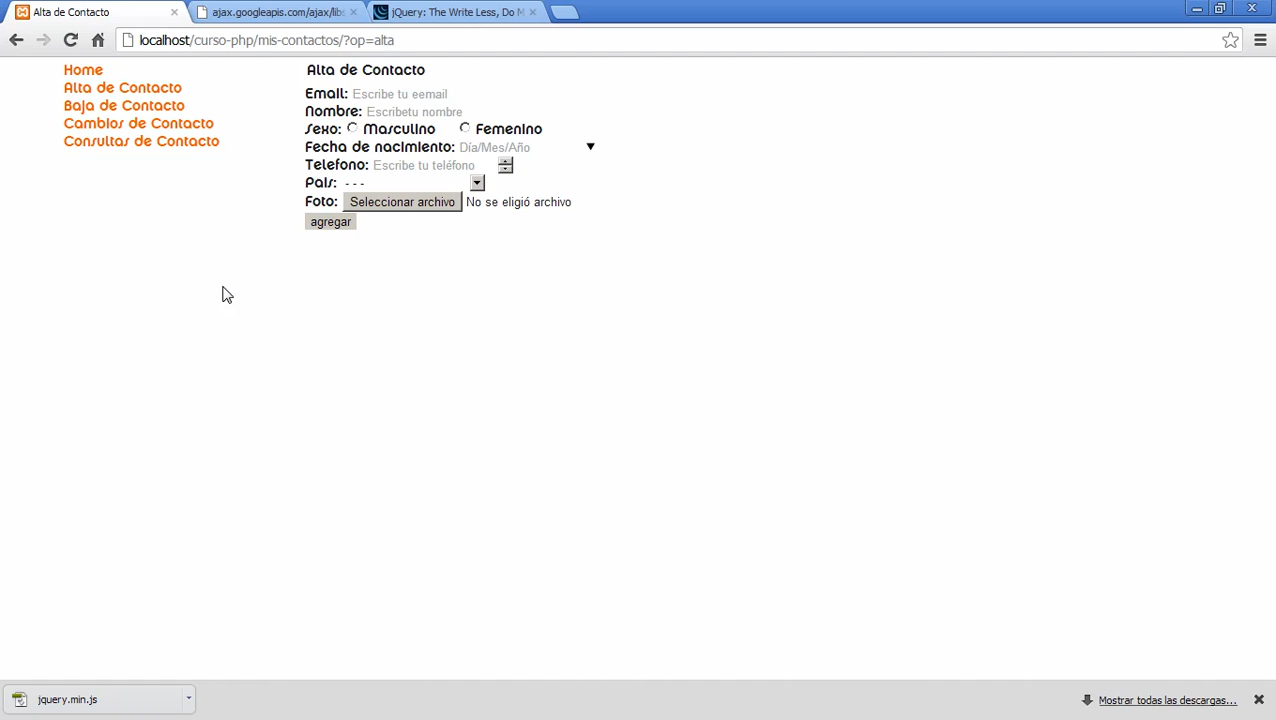 Alta de Contacto
ajax.googleapis.com/ajax/libs
jQuery: The Write Less, Do M
localhost/curso-php/mis-contactos/?op=alta
Home
Alta de Contacto
Baja de Contacto
Cambios de Contacto
Consultas de Contacto
Alta de Contacto
Email: Escribe tu eemail
Nombre: Escribetu nombre
Sexo: Masculino Femenino
Fecha de nacimiento: Día/Mes/Año
Telefono: Escribe tu teléfono
País: - - -
Foto: Seleccionar archivo No se eligió archivo
agregar
jquery.min.js
Mostrar todas las descargas...